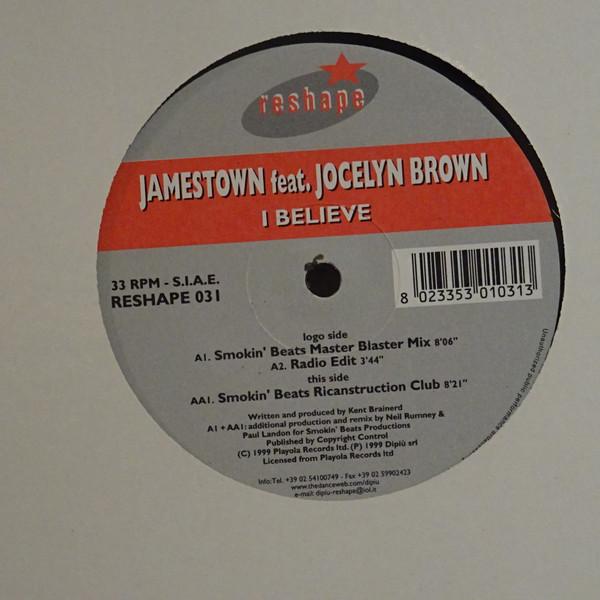 reshape
JAMESTOWN feat. JOCELYN BROWN
I BELIEVE
33 RPM - S.I.A.E.
RESHAPE 031
8 023353 010313
logo side
A1. Smokin' Beats Master Blaster Mix 8'06"
A2. Radio Edit 3'44"
this side
AA1. Smokin' Beats Ricanstruction Club 8'21"
Written and produced by Kent Brainerd
A1 + AA1: additional production and remix by Neil Rumney &
Paul Landon for Smokin' Beats Productions
Published by Copyright Control
(C) 1999 Playola Records ltd. (P) 1999 Dipiù srl
Licensed from Playola Records ltd
Info: Tel. +39 02 54100749 - Fax +39 02 59902423
www.thedanceweb.com/dipiu
e-mail: dipiu-reshape@iol.it
Unauthorized public performance